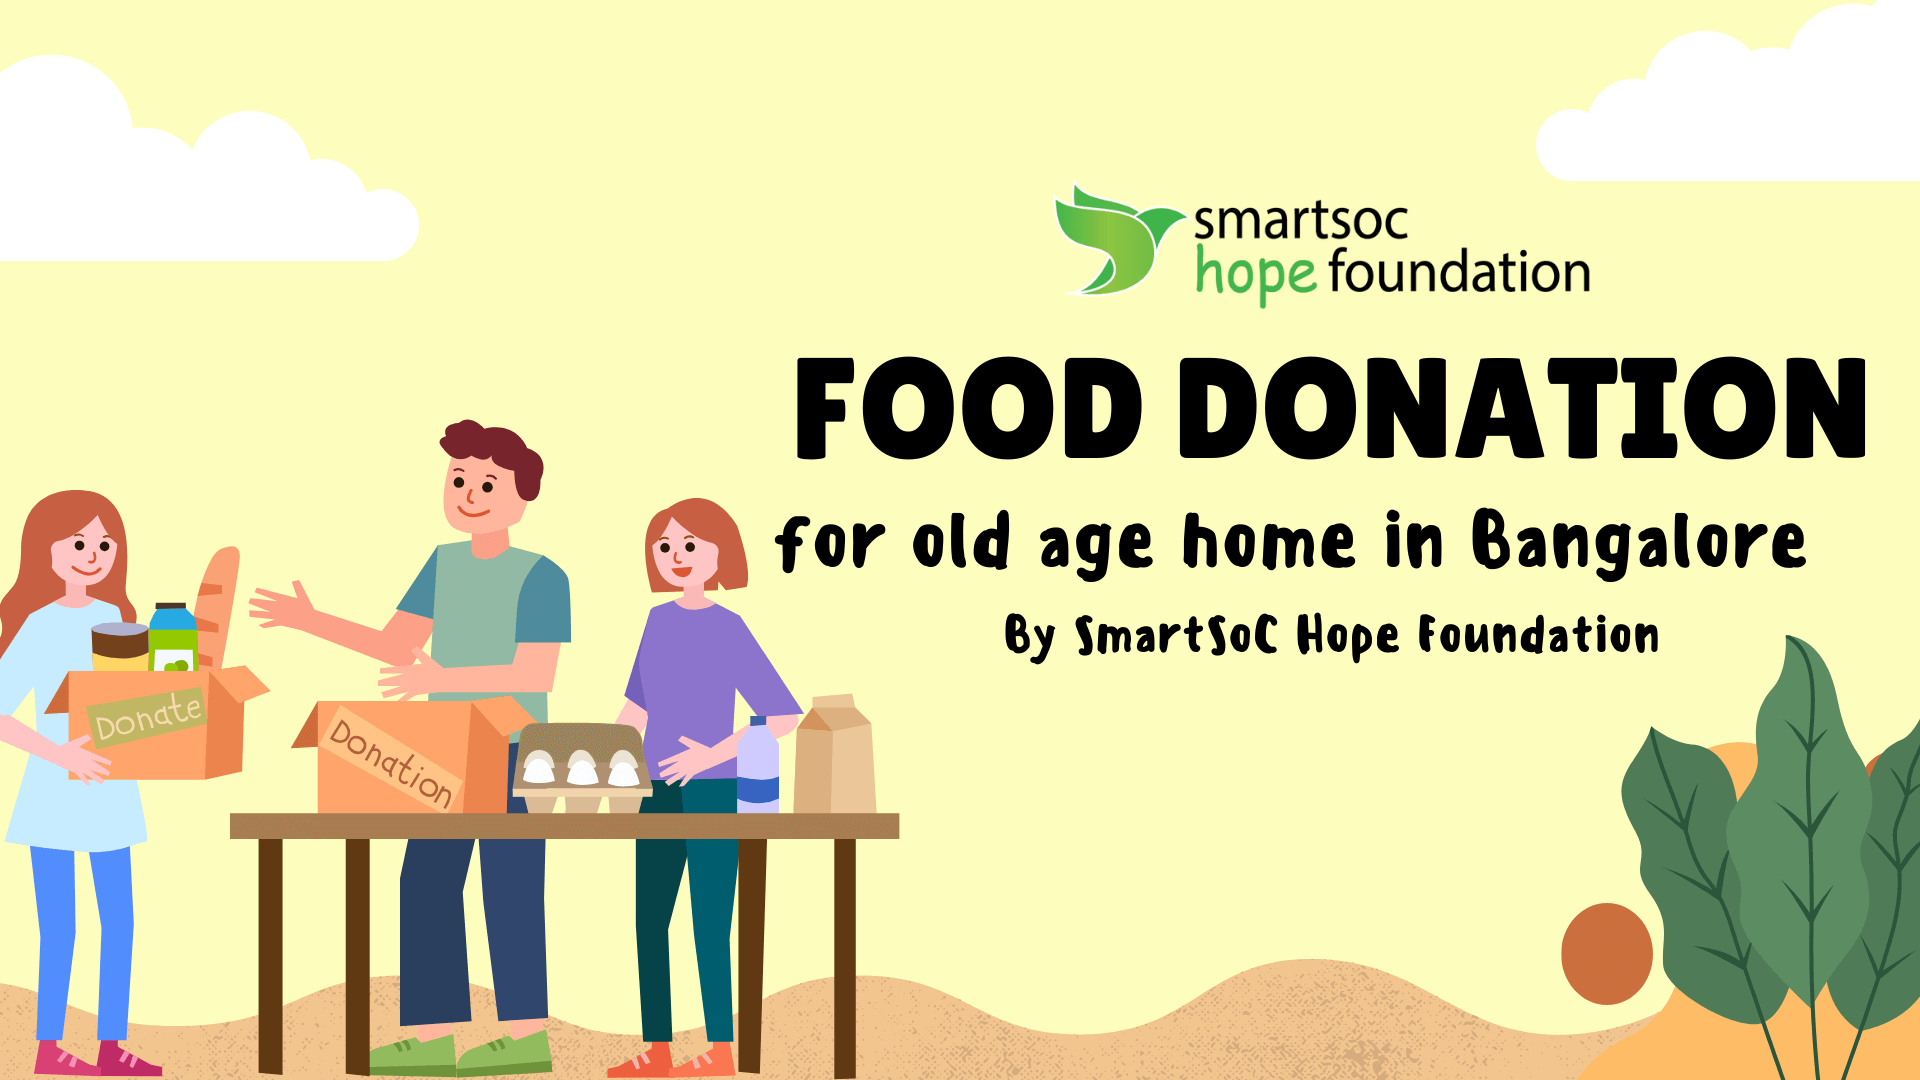 smartsoc
hope foundation
FOOD DONATION
for old age home in Bangalore
By SmartSoC Hope Foundation
Donate
Donation